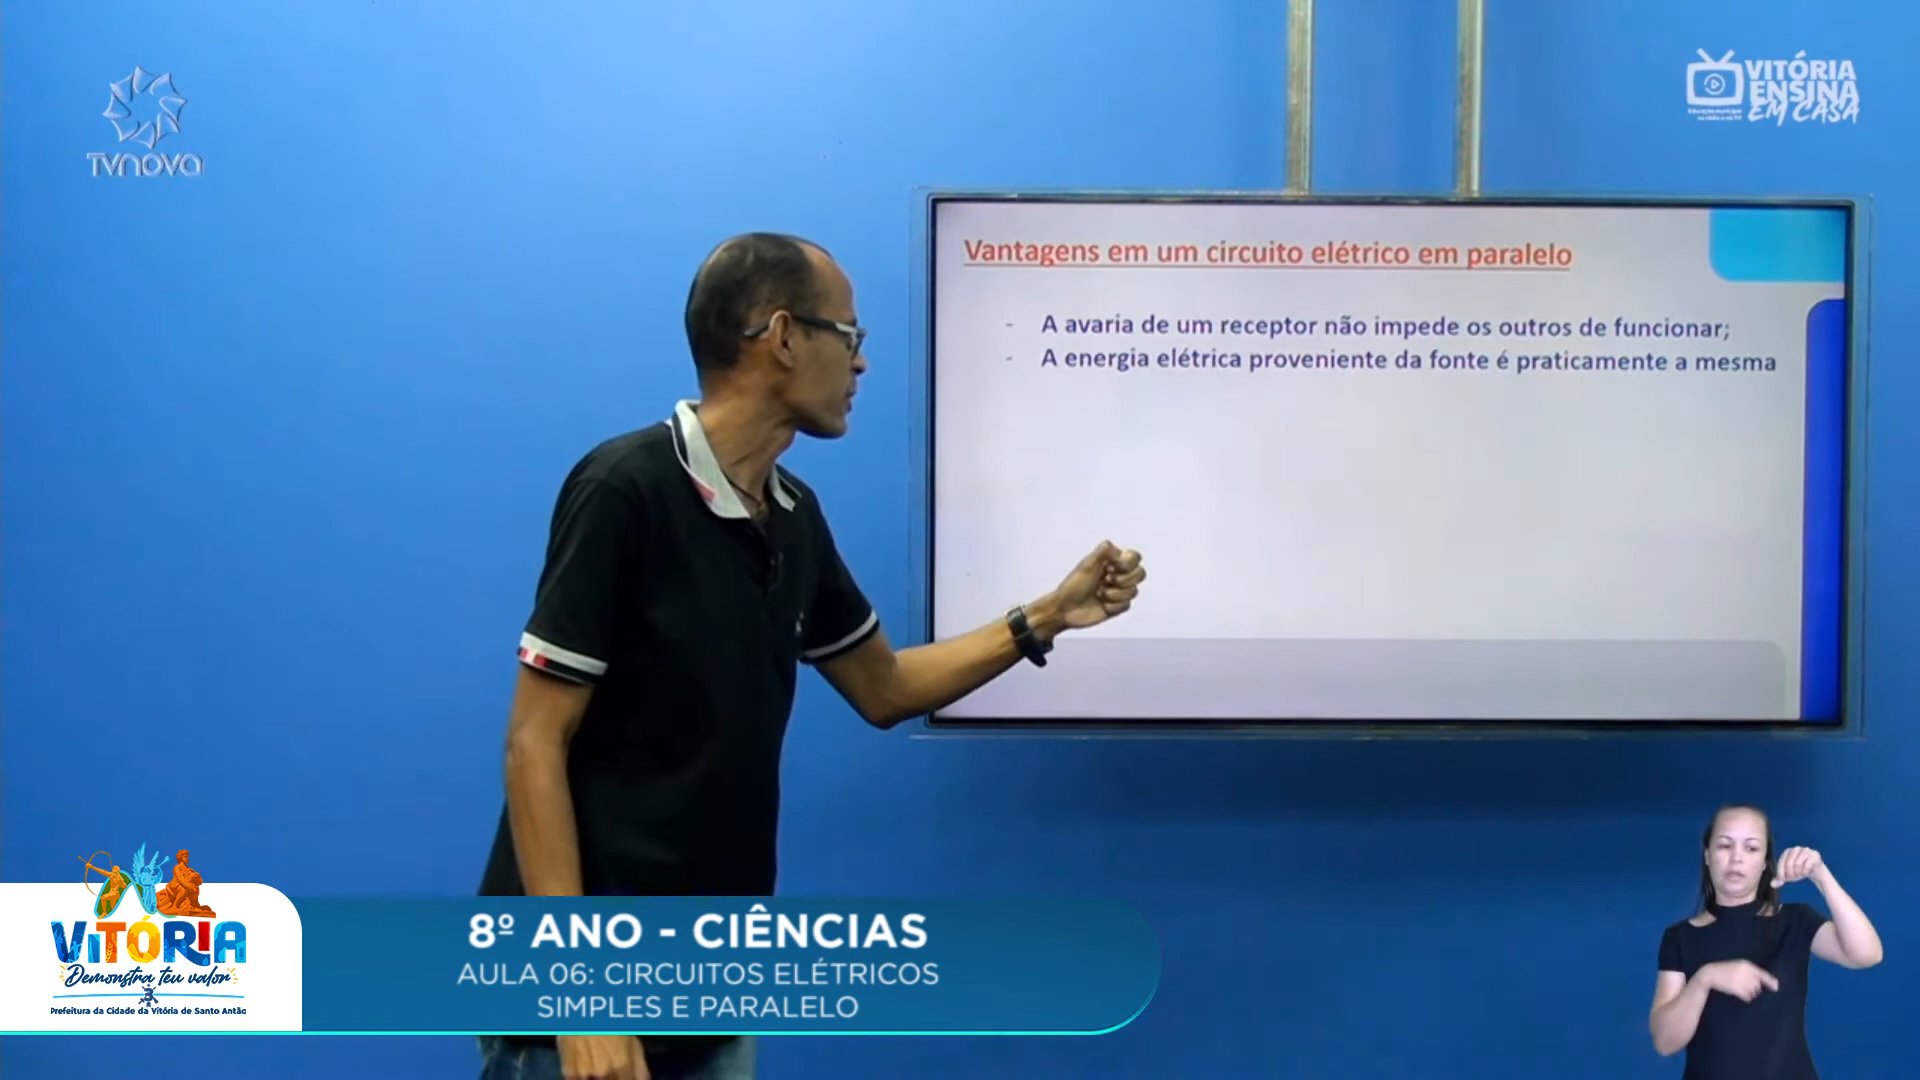 TVNOVA
VITÓRIA
ENSINA
EM CASA
Vantagens em um circuito elétrico em paralelo
- A avaria de um receptor não impede os outros de funcionar;
- A energia elétrica proveniente da fonte é praticamente a mesma
VITÓRIA
Demonstra teu valor
Prefeitura da Cidade da Vitória de Santo Antão
8º ANO - CIÊNCIAS
AULA 06: CIRCUITOS ELÉTRICOS
SIMPLES E PARALELO